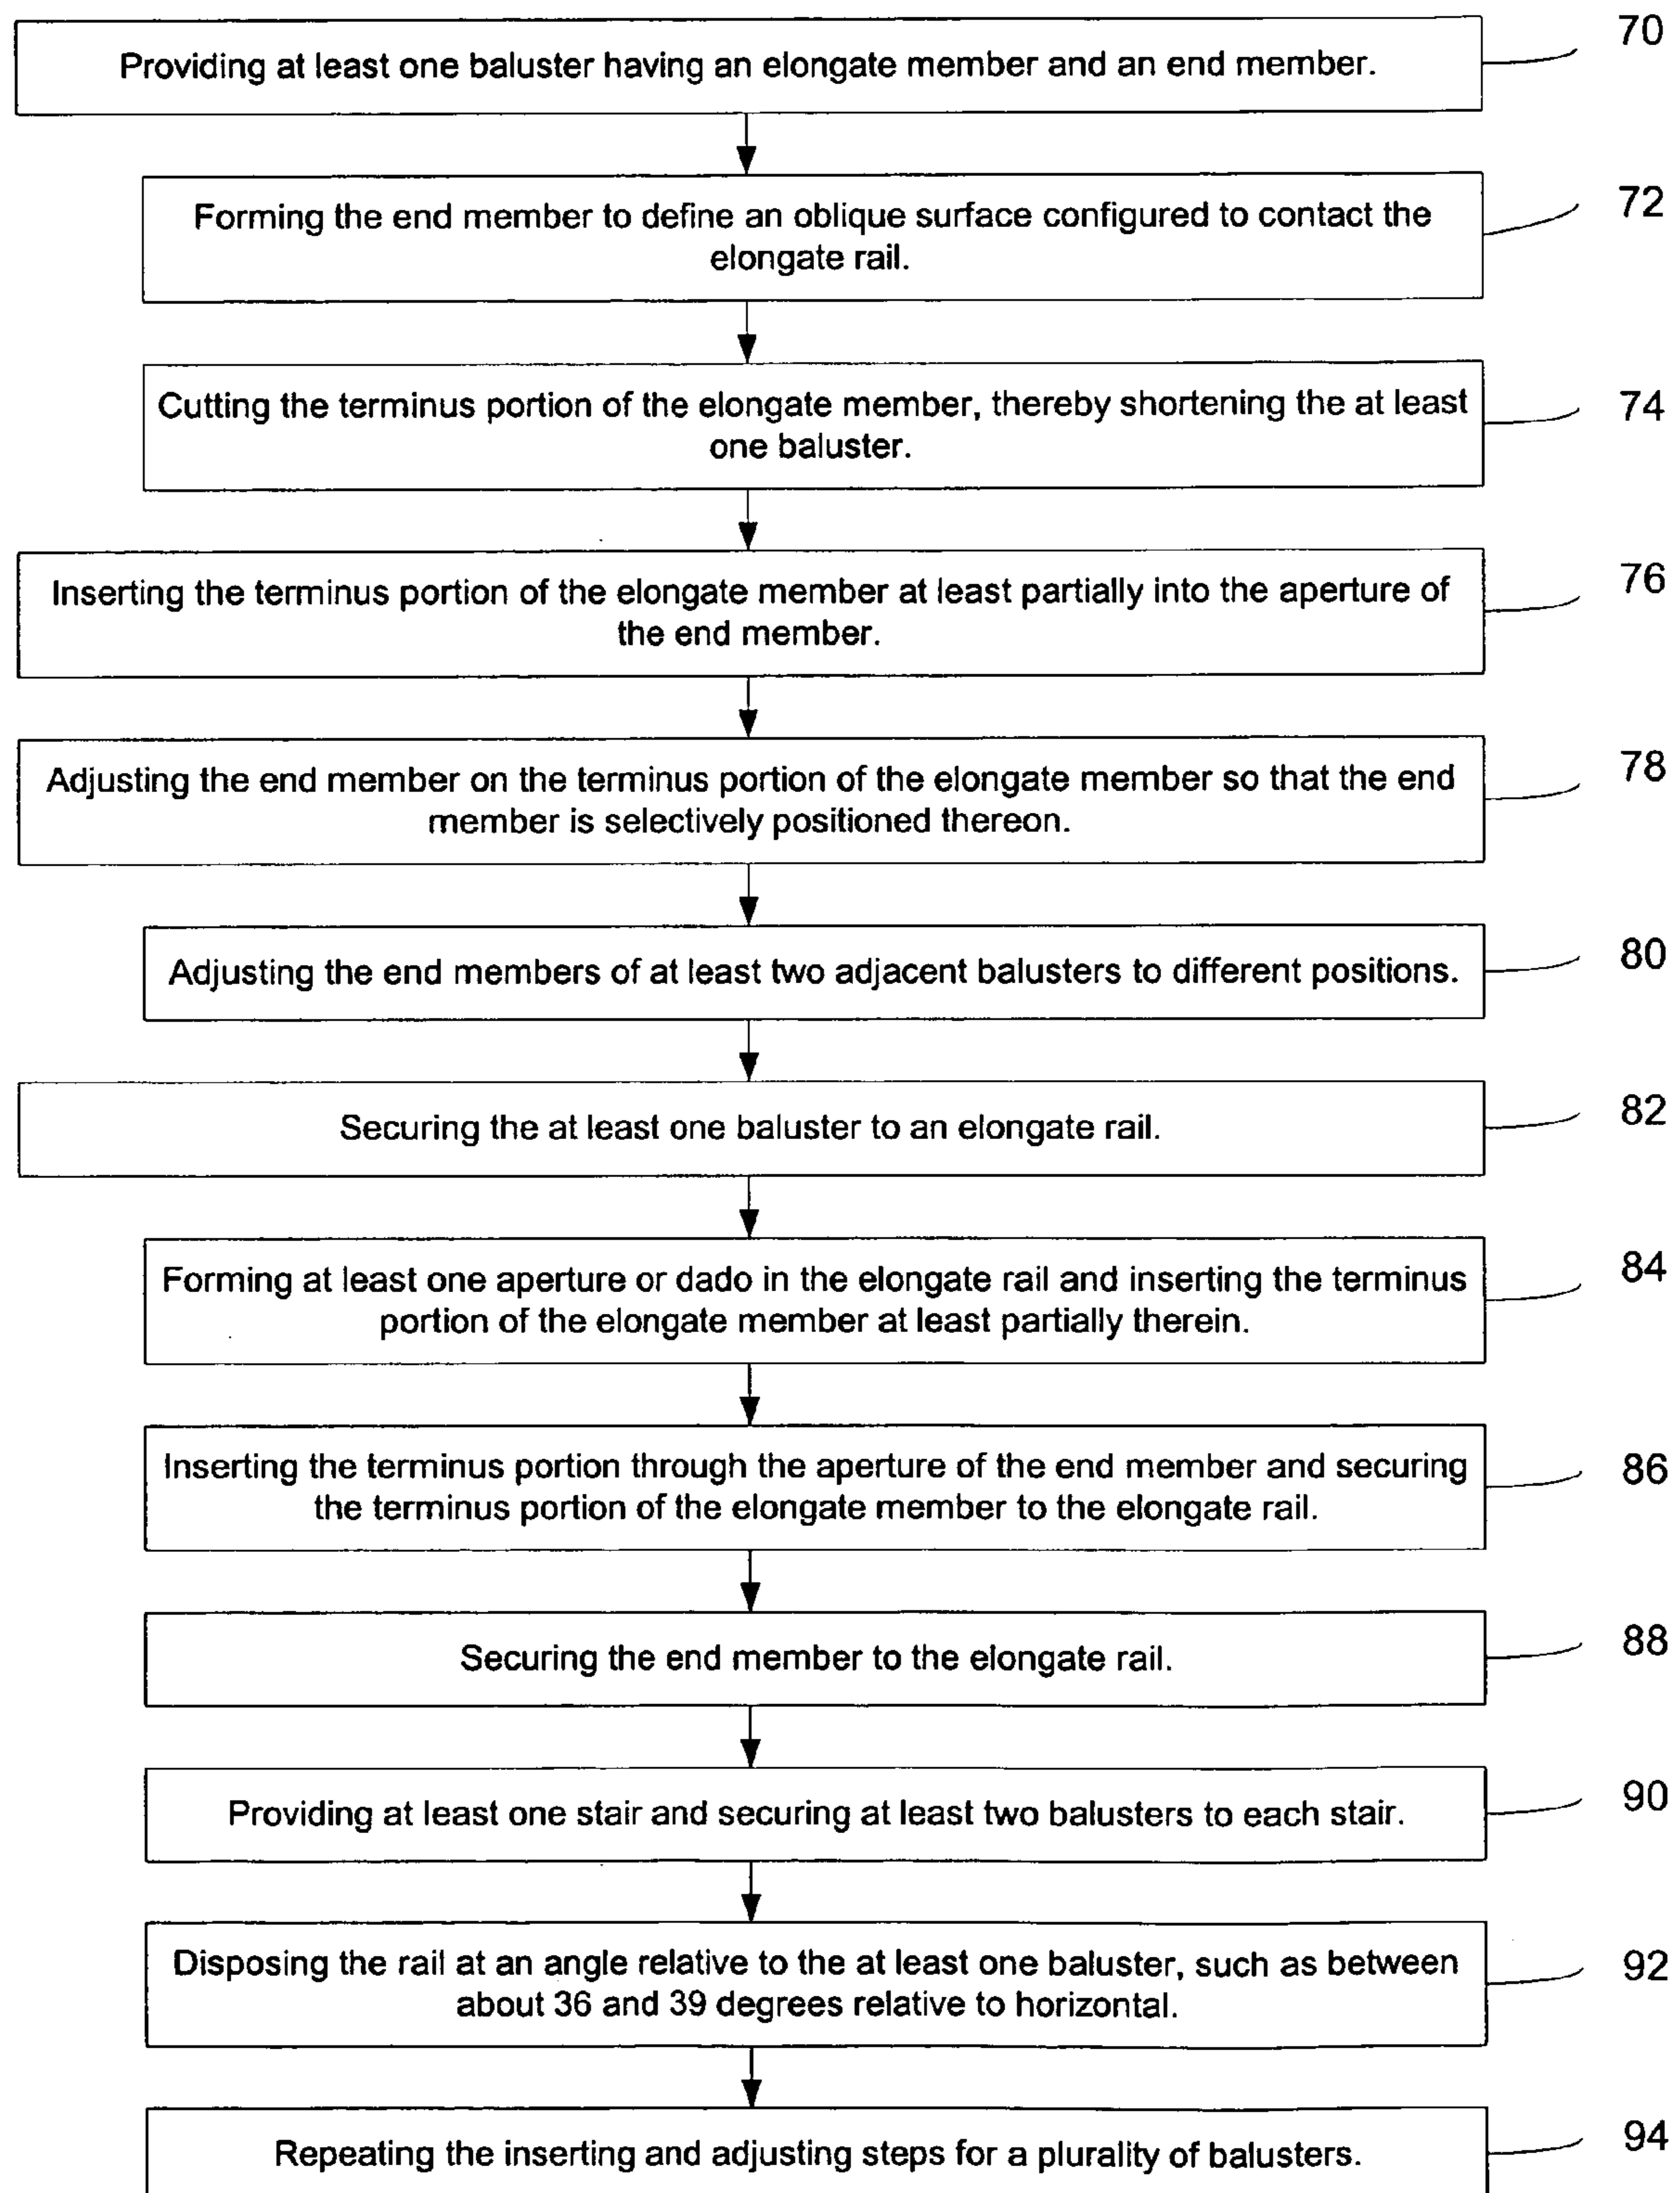 70
Providing at least one baluster having an elongate member and an end member.
72
Forming the end member to define an oblique surface configured to contact the
elongate rail.
74
Cutting the terminus portion of the elongate member, thereby shortening the at least
one baluster.
76
Inserting the terminus portion of the elongate member at least partially into the aperture of
the end member.
78
Adjusting the end member on the terminus portion of the elongate member so that the end
member is selectively positioned thereon.
80
Adjusting the end members of at least two adjacent balusters to different positions.
82
Securing the at least one baluster to an elongate rail.
84
Forming at least one aperture or dado in the elongate rail and inserting the terminus
portion of the elongate member at least partially therein.
86
Inserting the terminus portion through the aperture of the end member and securing
the terminus portion of the elongate member to the elongate rail.
88
Securing the end member to the elongate rail.
90
Providing at least one stair and securing at least two balusters to each stair.
92
Disposing the rail at an angle relative to the at least one baluster, such as between
about 36 and 39 degrees relative to horizontal.
94
Repeating the inserting and adjusting steps for a plurality of balusters.